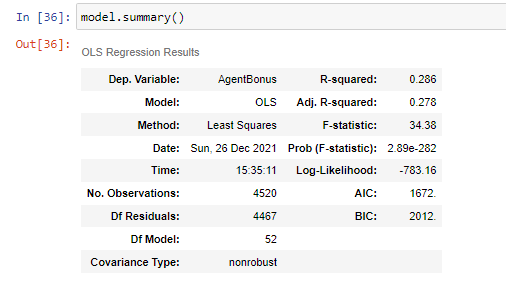 In [36]: model.summary()
Out[36]:
OLS Regression Results
Dep. Variable: AgentBonus R-squared: 0.286
Model: OLS Adj. R-squared: 0.278
Method: Least Squares F-statistic: 34.38
Date: Sun, 26 Dec 2021 Prob (F-statistic): 2.89e-282
Time: 15:35:11 Log-Likelihood: -783.16
No. Observations: 4520 AIC: 1672.
Df Residuals: 4467 BIC: 2012.
Df Model: 52
Covariance Type: nonrobust